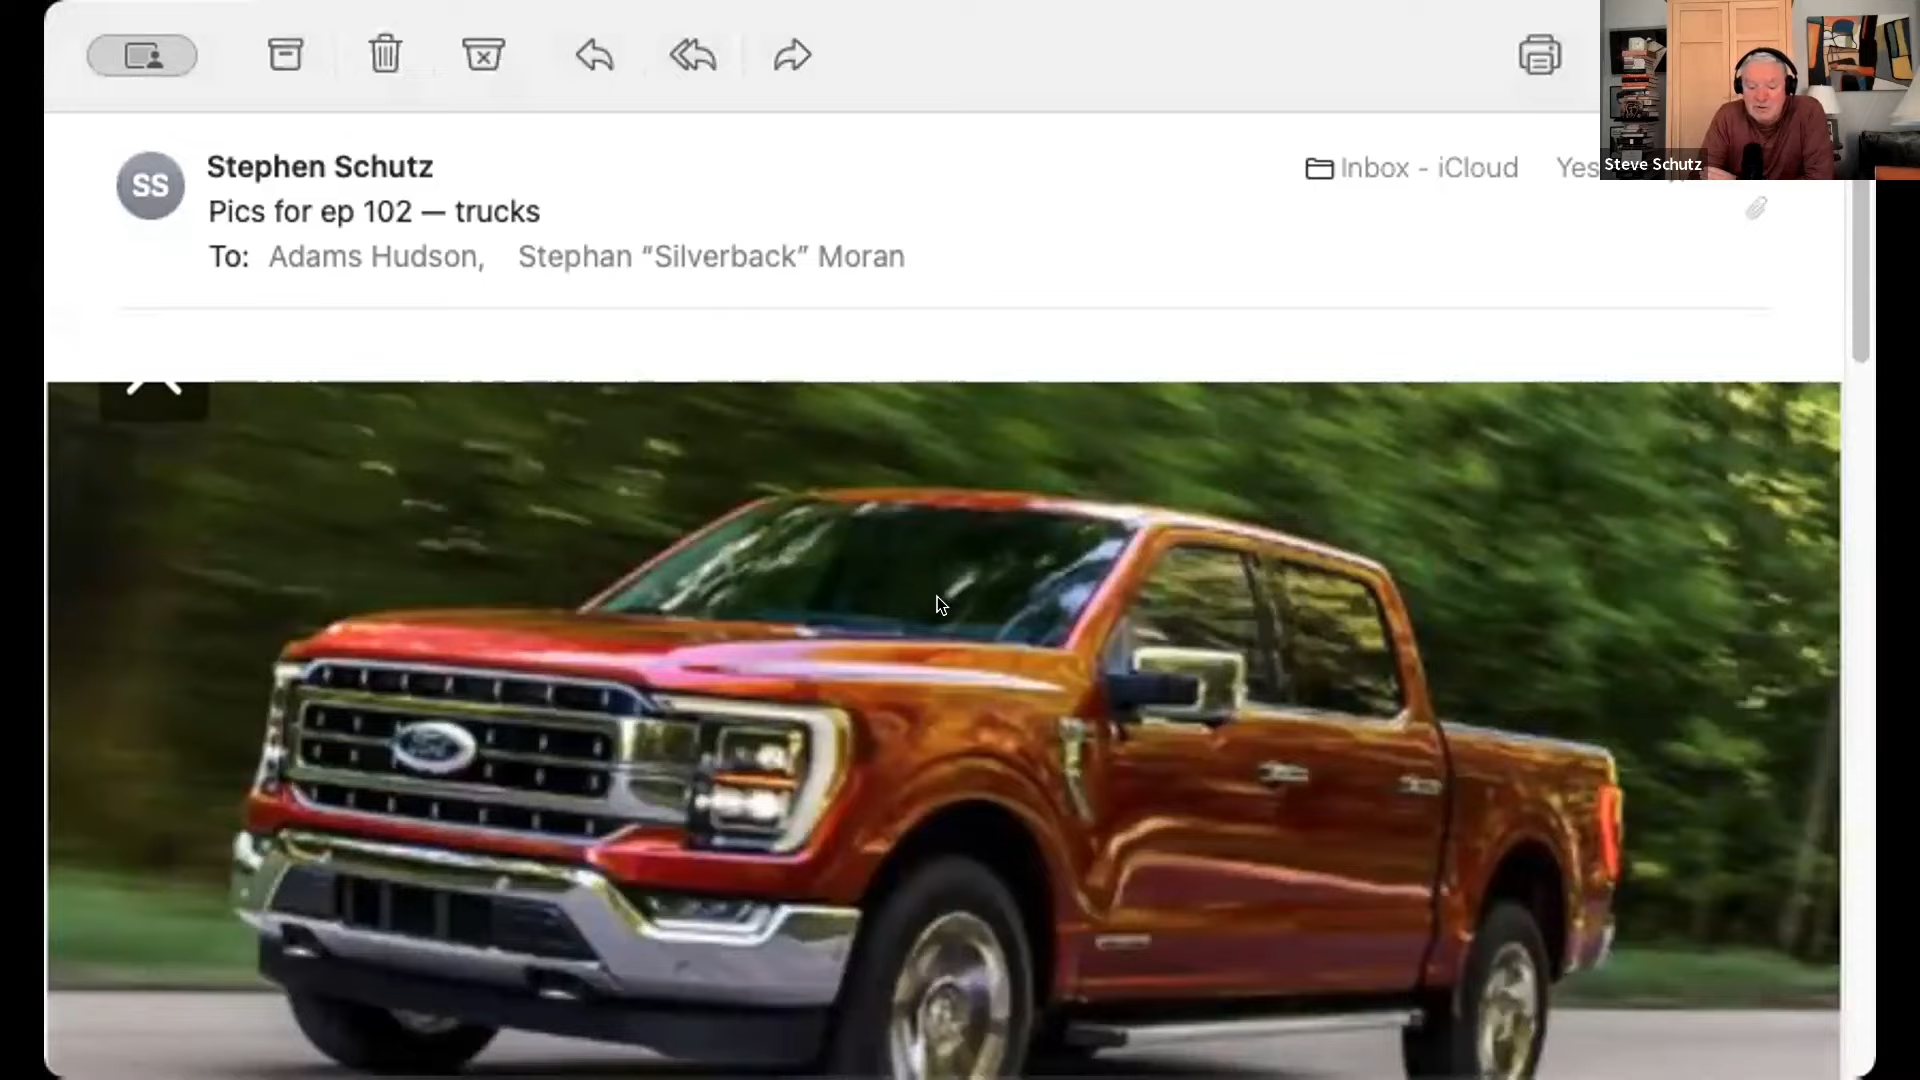 SS
Stephen Schutz
Inbox - iCloud
Yes
Steve Schutz
Pics for ep 102 — trucks
To: Adams Hudson, Stephan “Silverback” Moran
Ford